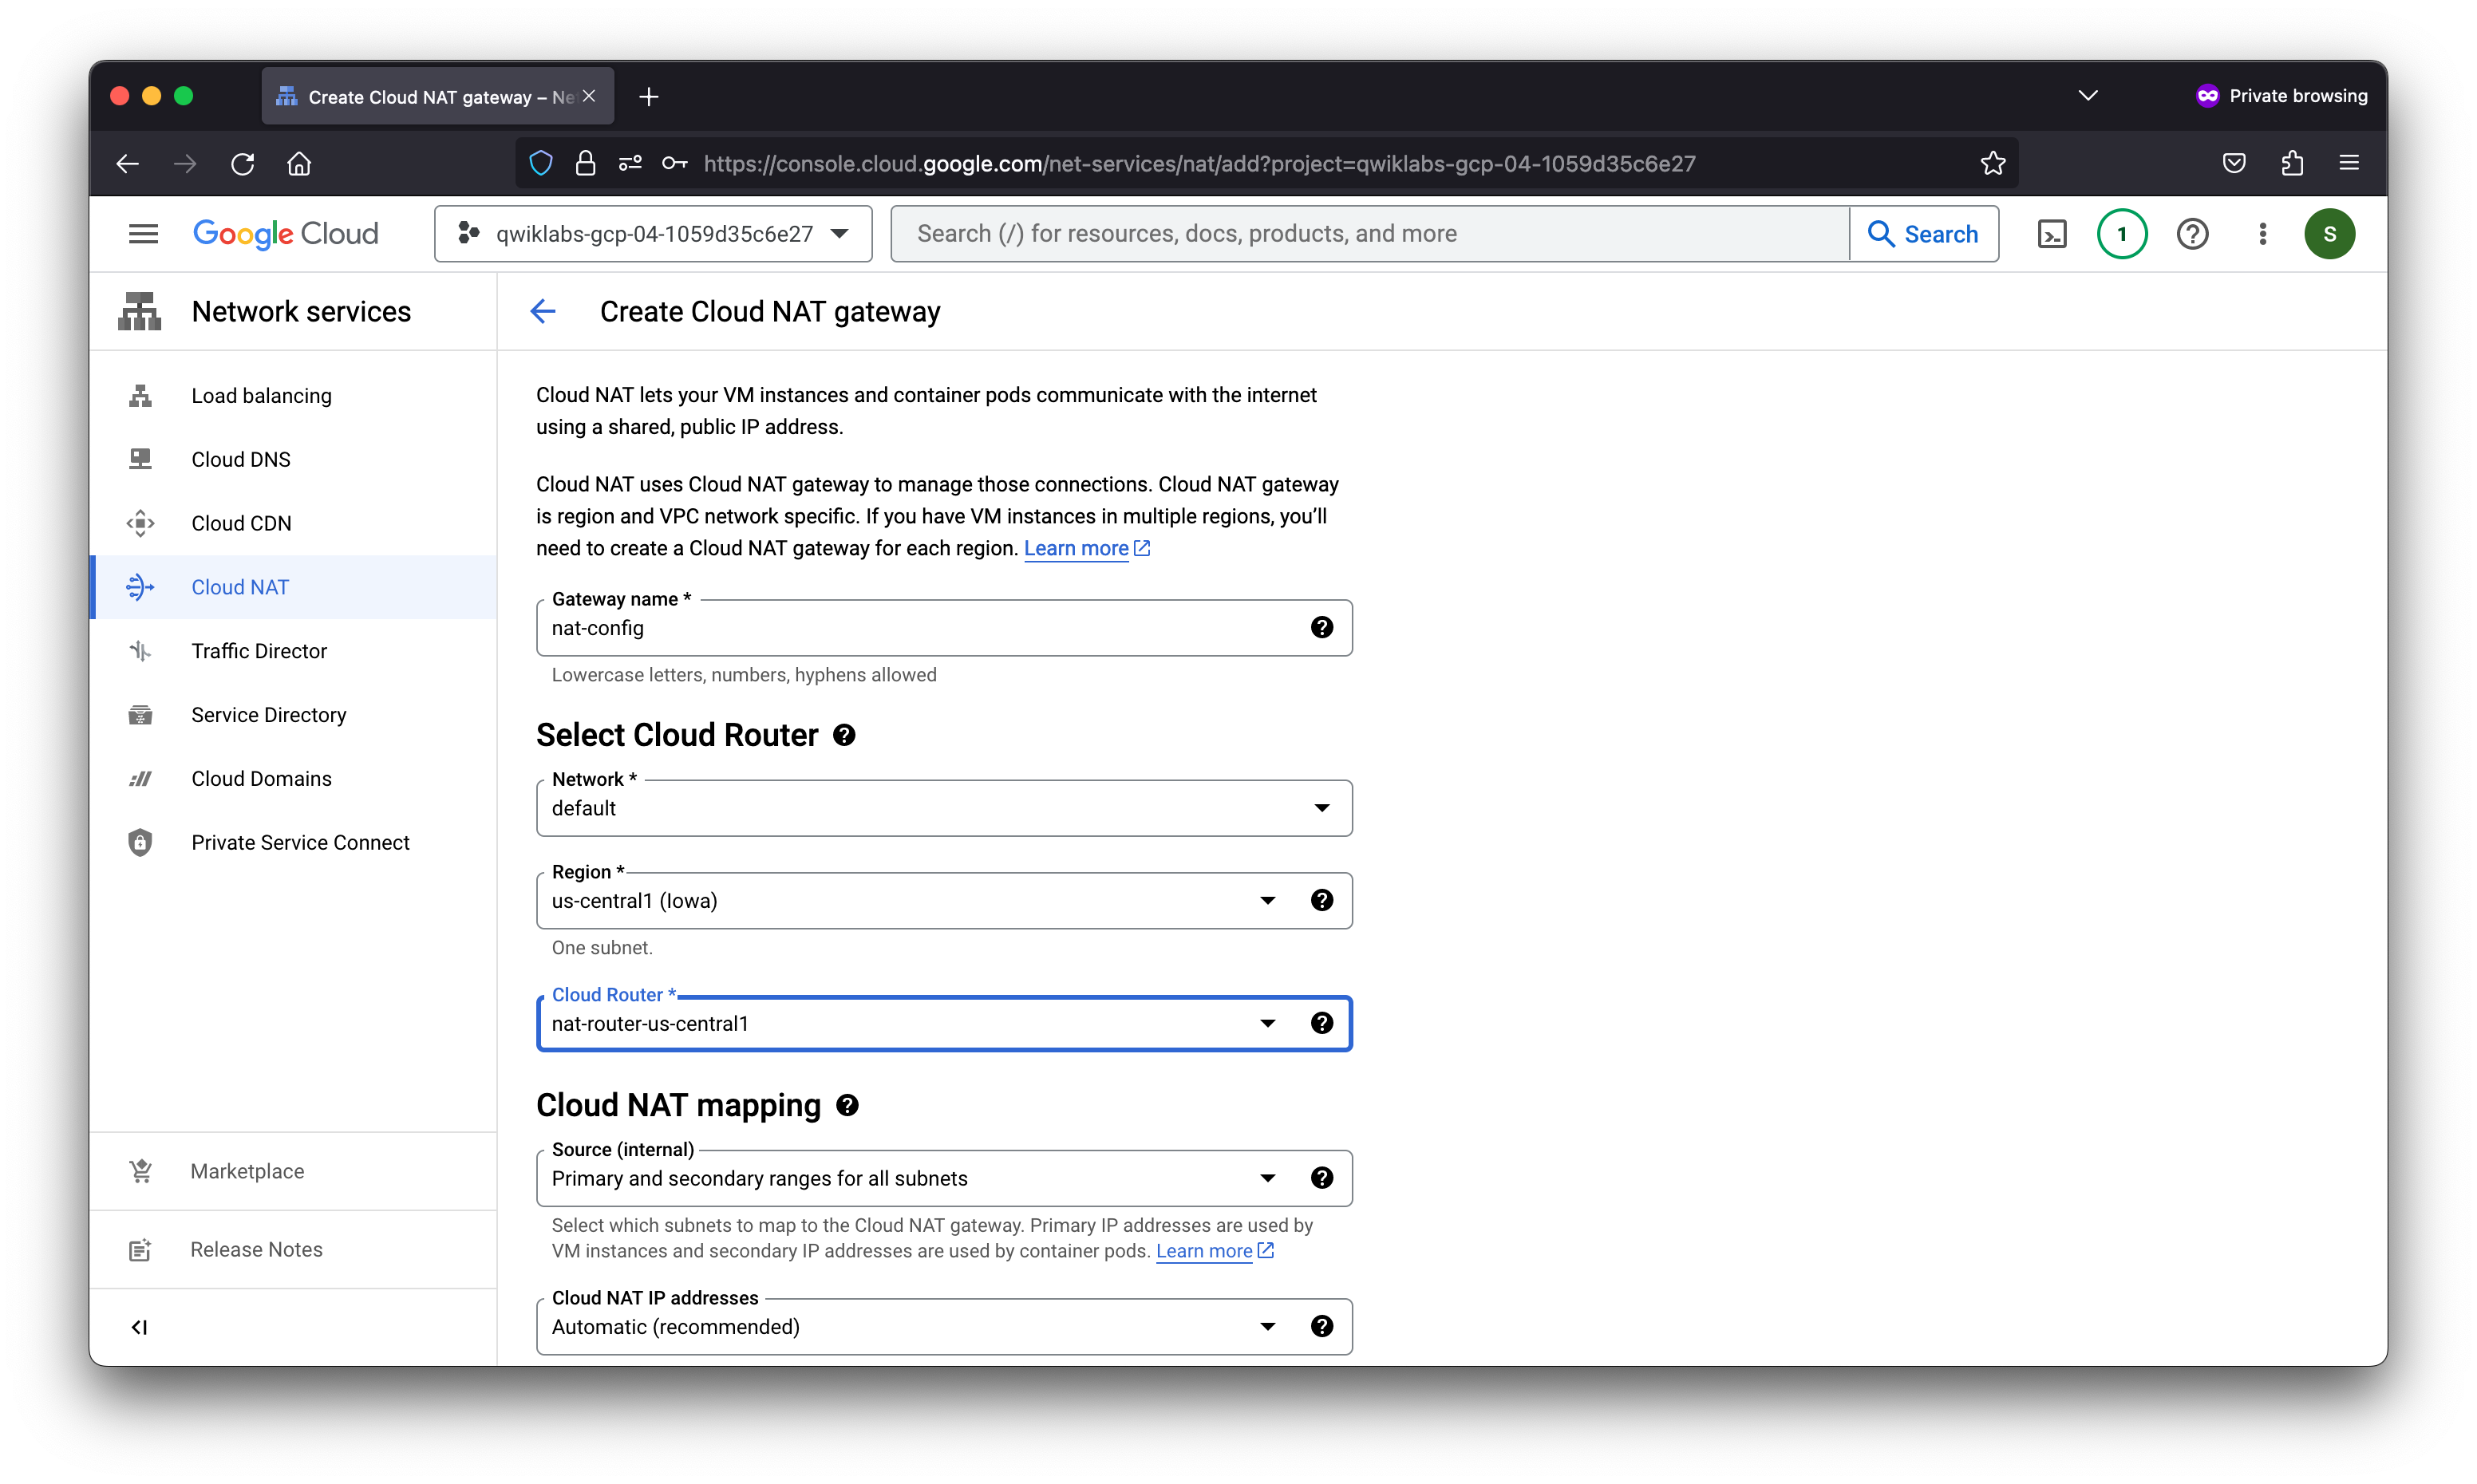 Create Cloud NAT gateway – Ne
Private browsing
https://console.cloud.google.com/net-services/nat/add?project=qwiklabs-gcp-04-1059d35c6e27
Google Cloud
qwiklabs-gcp-04-1059d35c6e27
Search (/) for resources, docs, products, and more
Search
1
S
Network services
Create Cloud NAT gateway
Load balancing
Cloud DNS
Cloud CDN
Cloud NAT
Traffic Director
Service Directory
Cloud Domains
Private Service Connect
Marketplace
Release Notes
Cloud NAT lets your VM instances and container pods communicate with the internet
using a shared, public IP address.
Cloud NAT uses Cloud NAT gateway to manage those connections. Cloud NAT gateway
is region and VPC network specific. If you have VM instances in multiple regions, you’ll
need to create a Cloud NAT gateway for each region. Learn more
Gateway name *
nat-config
Lowercase letters, numbers, hyphens allowed
Select Cloud Router
Network *
default
Region *
us-central1 (Iowa)
One subnet.
Cloud Router *
nat-router-us-central1
Cloud NAT mapping
Source (internal)
Primary and secondary ranges for all subnets
Select which subnets to map to the Cloud NAT gateway. Primary IP addresses are used by
VM instances and secondary IP addresses are used by container pods. Learn more
Cloud NAT IP addresses
Automatic (recommended)